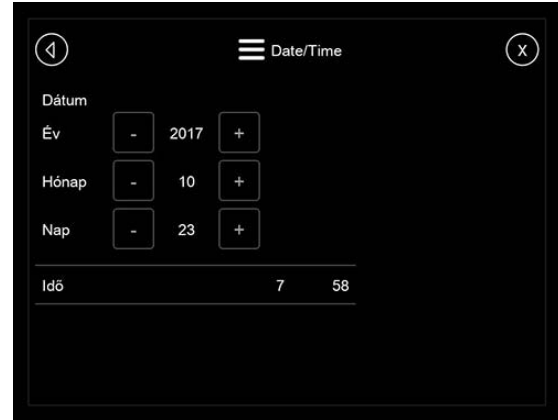 Date/Time
X
Dátum
Év - 2017 +
Hónap - 10 +
Nap - 23 +
Idő 7 58